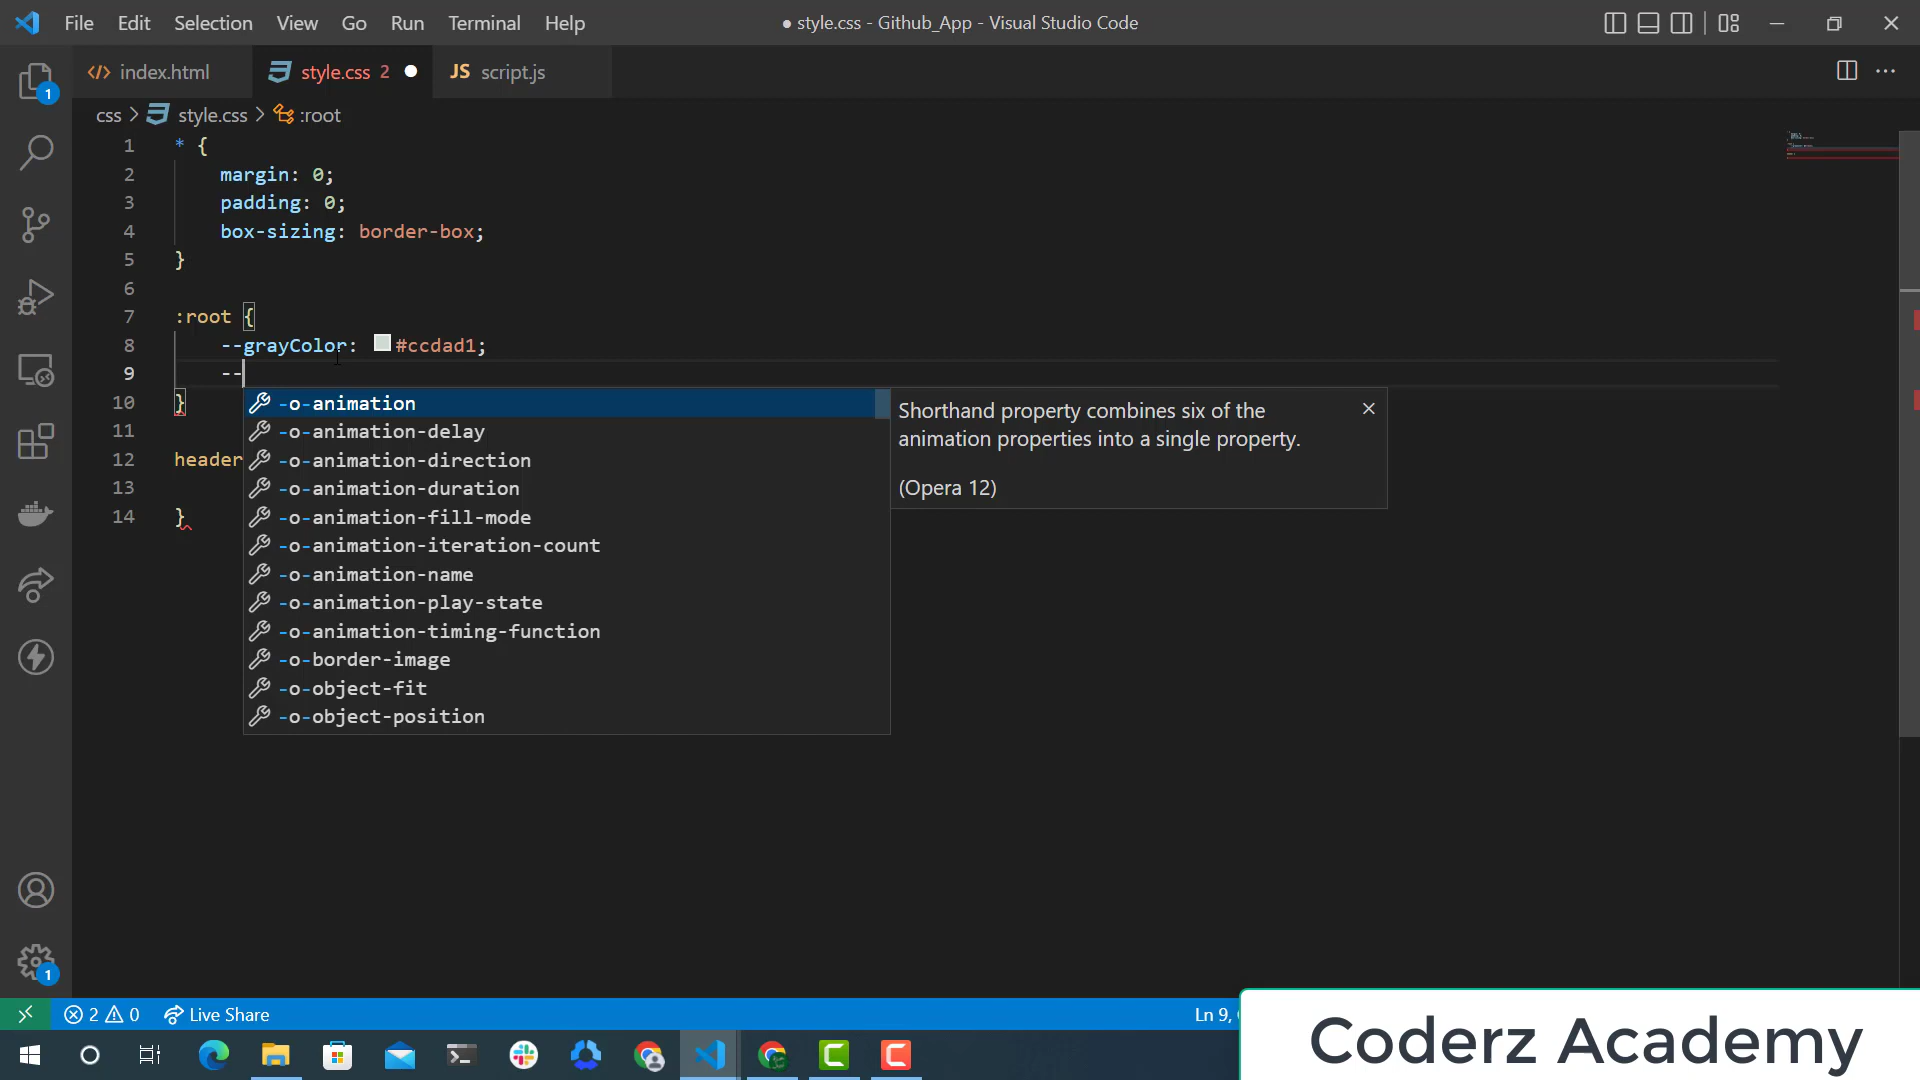 File Edit Selection View Go Run Terminal Help ● style.css - Github_App - Visual Studio Code
index.html style.css 2 JS script.js
css > style.css > :root
1 * {
2 margin: 0;
3 padding: 0;
4 box-sizing: border-box;
5 }
6
7 :root {
8 --grayColor: #ccdad1;
9 --
10 }
11
12 header
13
14 }
-o-animation
-o-animation-delay
-o-animation-direction
-o-animation-duration
-o-animation-fill-mode
-o-animation-iteration-count
-o-animation-name
-o-animation-play-state
-o-animation-timing-function
-o-border-image
-o-object-fit
-o-object-position
Shorthand property combines six of the
animation properties into a single property.
(Opera 12)
1
1
2 0 Live Share Ln 9,
Coderz Academy